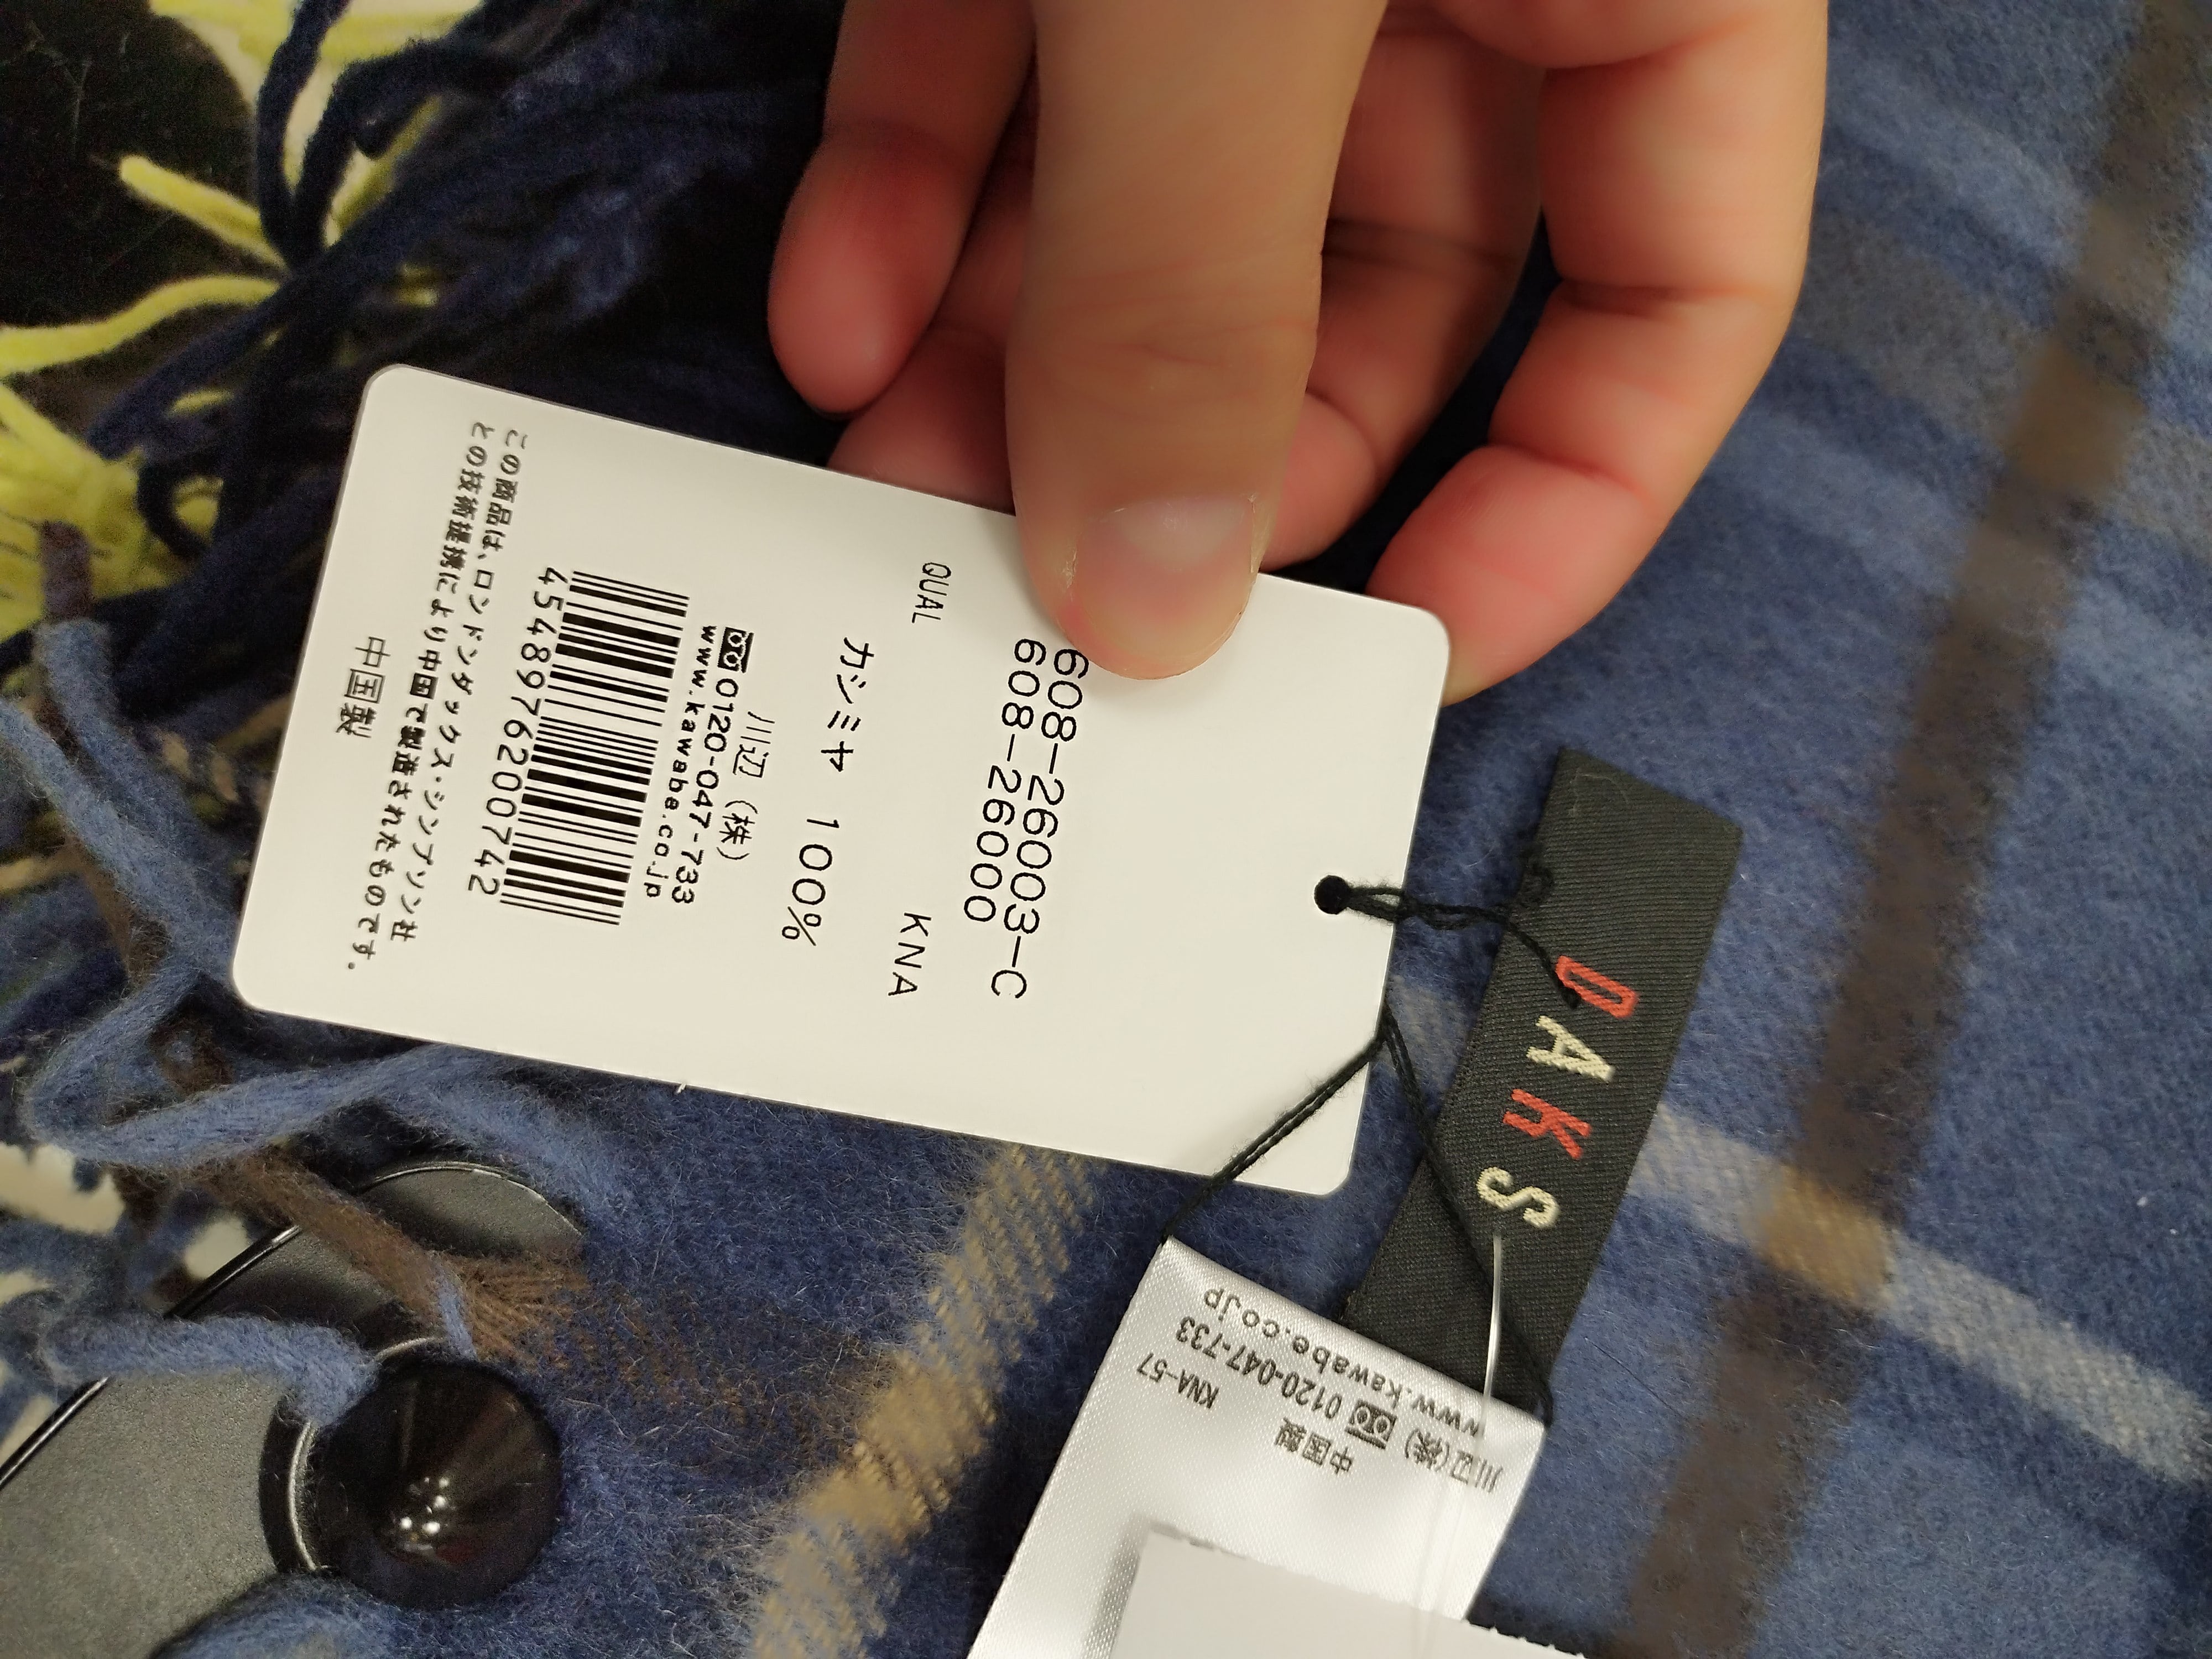 608-26003-C
608-26000
QUAL KNA
カシミヤ 100%
川辺(株)
0120-047-733
www.kawabe.co.jp
4548976200742
この商品は、ロンドンダックス・シンプソン社
との技術提携により中国で製造されたものです。
中国製
DAKS
川辺(株)
0120-047-733
www.kawabe.co.jp
中国製
KNA-57